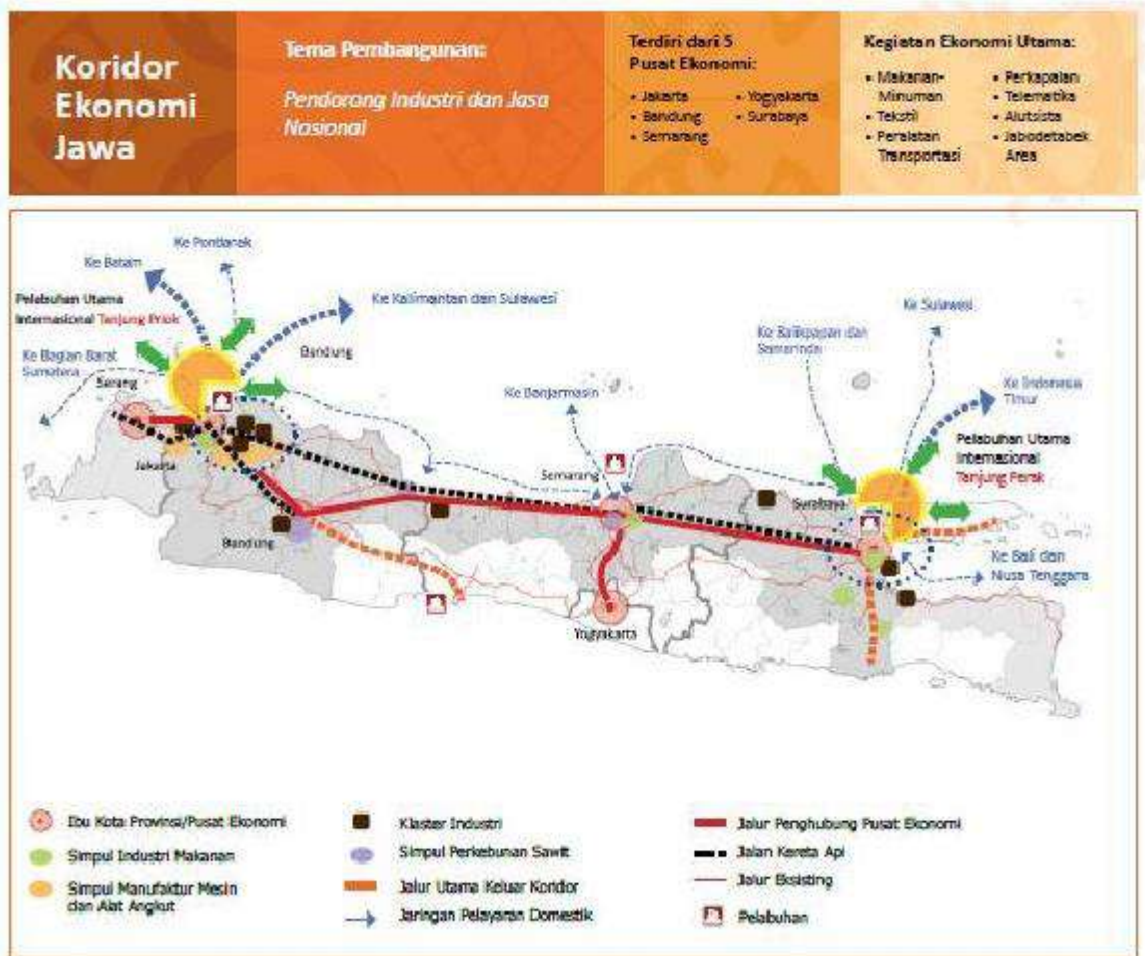 Koridor
Ekonomi
Jawa
Tema Pembangunan:
Pendorong Industri dan Jasa
Nasional
Terdiri dari 5
Pusat Ekonomi:
• Jakarta
• Bandung
• Semarang
• Yogyakarta
• Surabaya
Kegiatan Ekonomi Utama:
• Makanan-
Minuman
• Tekstil
• Peralatan
Transportasi
• Perkapalan
• Telematika
• Alutsista
• Jabodetabek
Area
Ke Pontianak
Ke Batam
Pelabuhan Utama
Internasional Tanjung Priok
Ke Kalimantan dan Sulawesi
Ke Bagian Barat
Sumatera
Serang
Bandung
Ke Sulawesi
Ke Balikpapan dan
Samarinda
Ke Banjarmasin
Ke Indonesia
Timur
Pelabuhan Utama
Internasional
Tanjung Perak
Jakarta
Semarang
Surabaya
Bandung
Ke Bali dan
Nusa Tenggara
Yogyakarta
Ibu Kota Provinsi/Pusat Ekonomi
Simpul Industri Makanan
Simpul Manufaktur Mesin
dan Alat Angkut
Klaster Industri
Simpul Perkebunan Sawit
Jalur Utama Keluar Koridor
Jaringan Pelayaran Domestik
Jalur Penghubung Pusat Ekonomi
Jalan Kereta Api
Jalur Eksisting
Pelabuhan